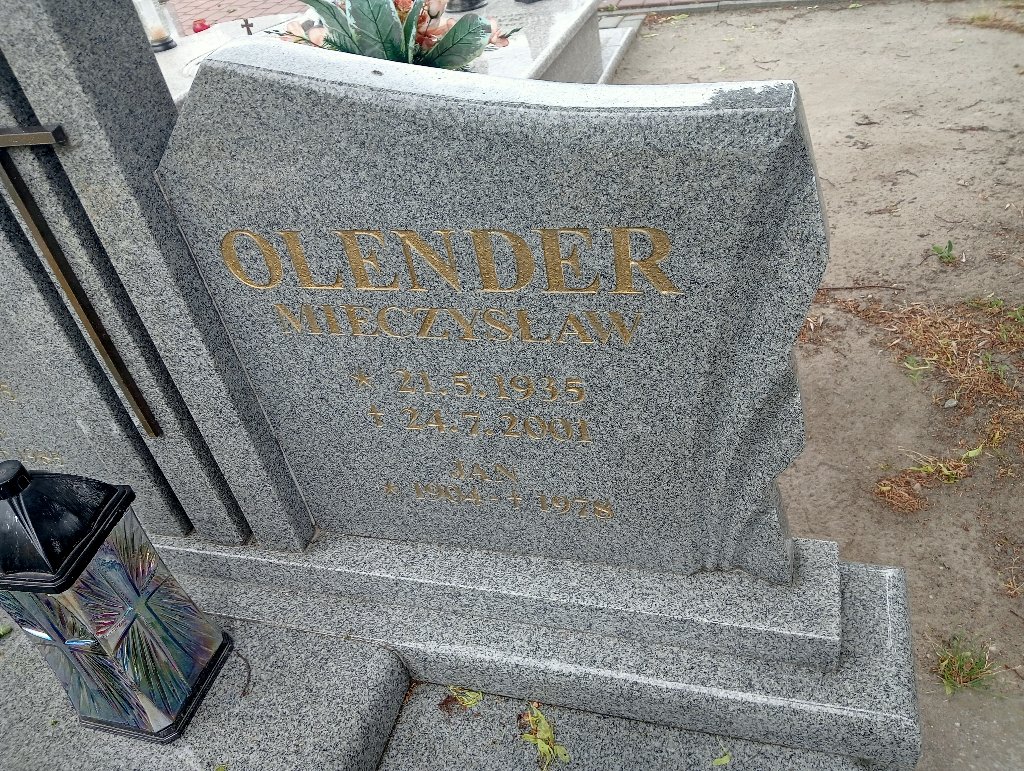 OLENDER
MIECZYSŁAW
* 21.5.1935
✝ 24.7.2001
JAN
* 1904 - ✝ 1978